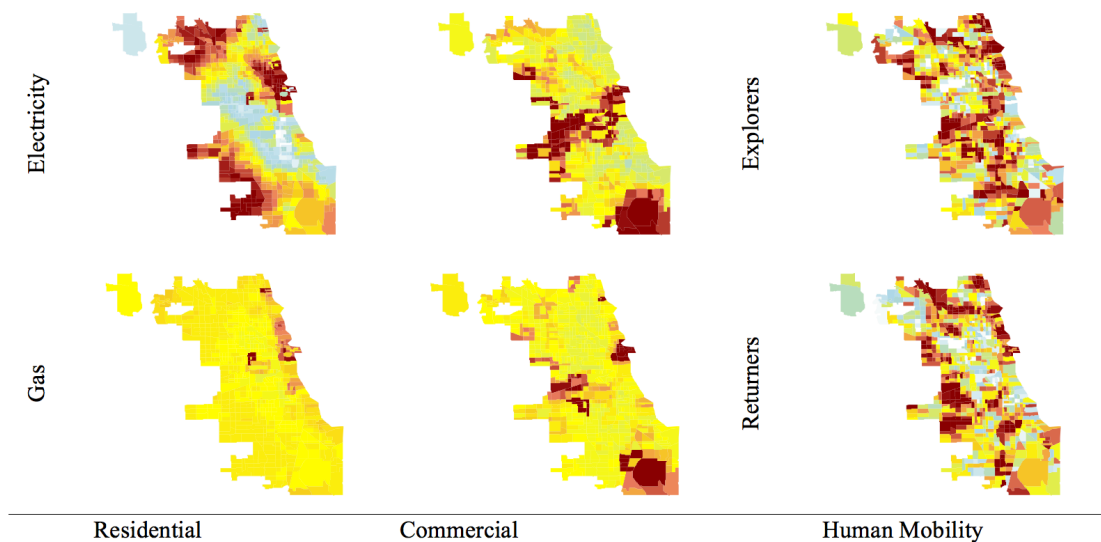 Electricity
Explorers
Gas
Returners
Residential
Commercial
Human Mobility